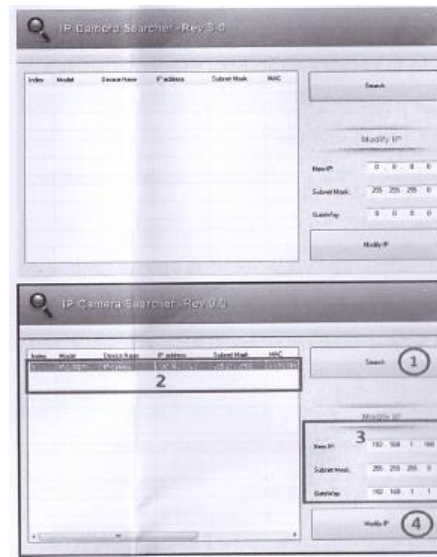 IP Camera Searcher -Rev 3.0
Index Model Device Name IP address Subnet Mask MAC
Search
Modify IP
New IP: 0 . 0 . 0 . 0
Subnet Mask: 255 . 255 . 255 . 0
GateWay: 0 . 0 . 0 . 0
Modify IP
IP Camera Searcher -Rev 3.0
Index Model Device Name IP address Subnet Mask MAC
Search 1
2
Modify IP
3
New IP: 192 . 168 . 1 .
Subnet Mask: 255 . 255 . 255 . 0
GateWay: 192 . 168 . 1 . 1
Modify IP 4